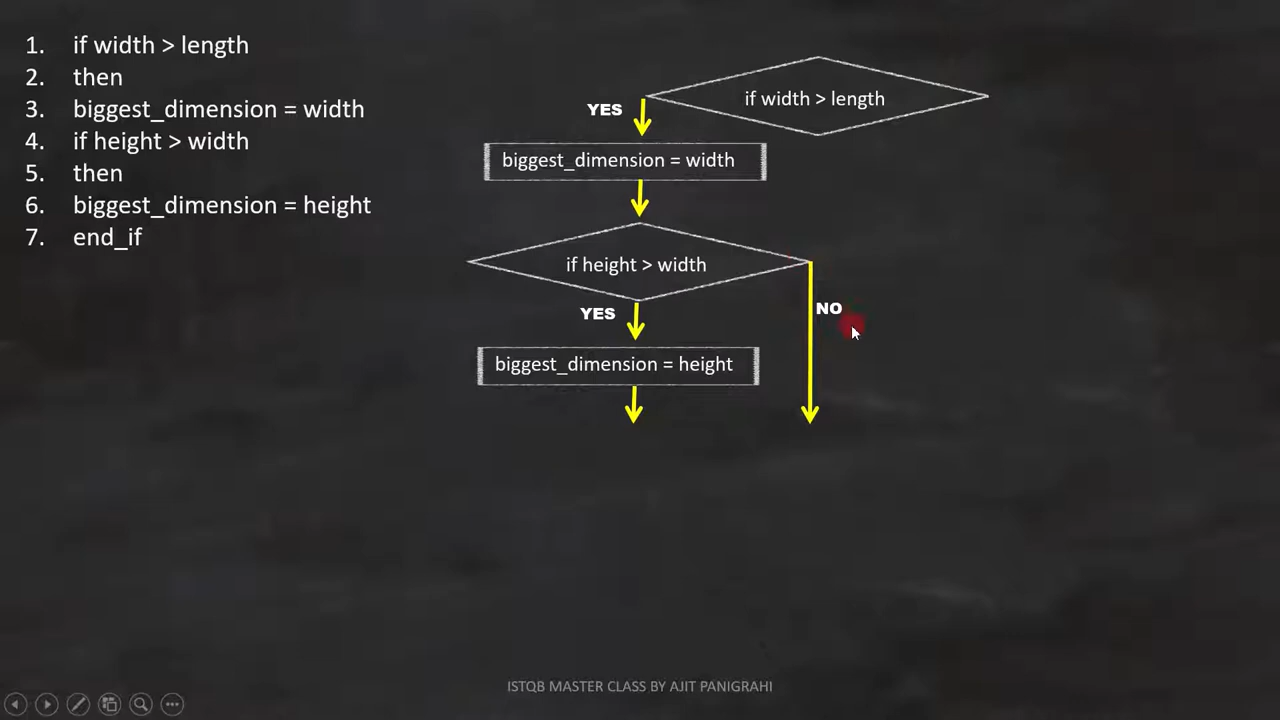 1. if width > length
2. then
3. biggest_dimension = width
4. if height > width
5. then
6. biggest_dimension = height
7. end_if
if width > length
YES
biggest_dimension = width
if height > width
YES
NO
biggest_dimension = height
ISTQB MASTER CLASS BY AJIT PANIGRAHI